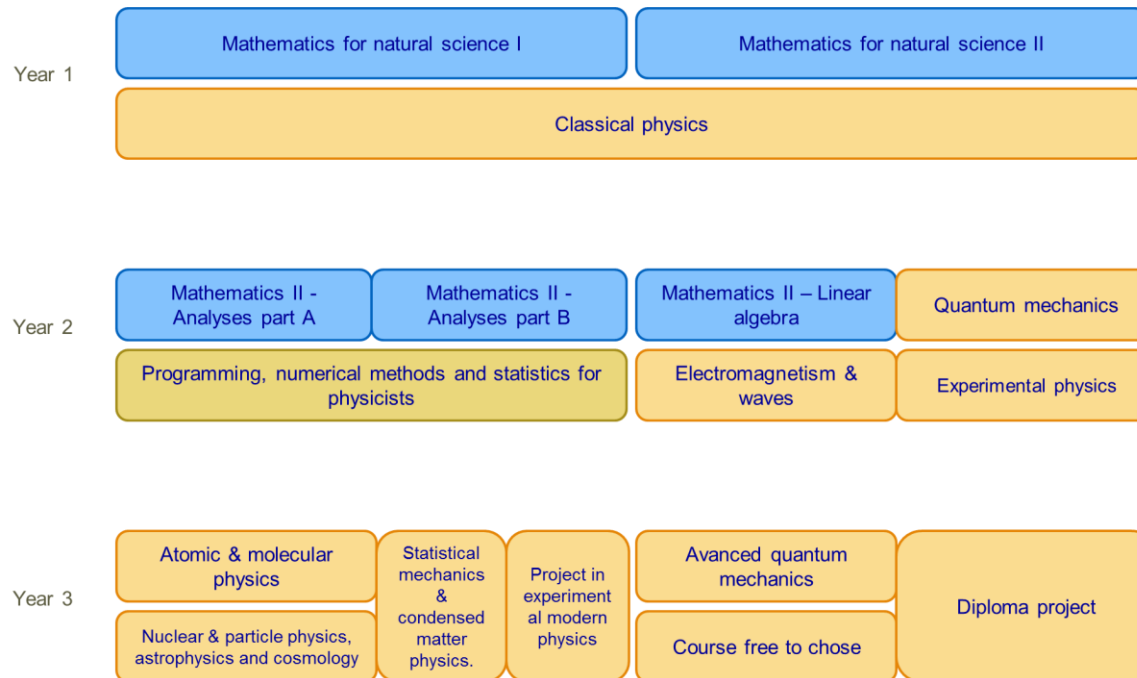 Mathematics for natural science I
Mathematics for natural science II
Year 1
Classical physics
Mathematics II -
Analyses part A
Mathematics II -
Analyses part B
Mathematics II – Linear
algebra
Quantum mechanics
Year 2
Programming, numerical methods and statistics for
physicists
Electromagnetism &
waves
Experimental physics
Atomic & molecular
physics
Statistical
mechanics
&
condensed
matter
physics.
Project in
experiment
al modern
physics
Avanced quantum
mechanics
Diploma project
Year 3
Nuclear & particle physics,
astrophysics and cosmology
Course free to chose